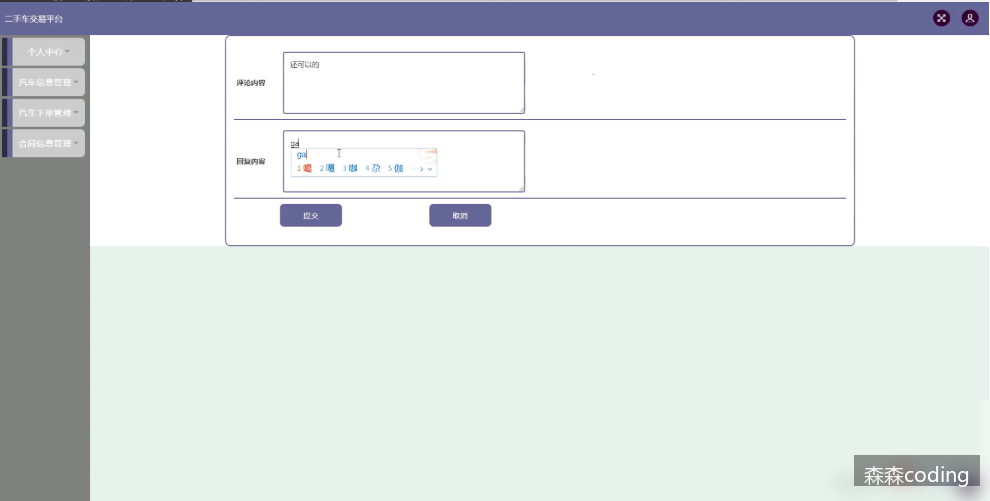 二手车交易平台
个人中心
汽车信息管理
汽车下单管理
合同信息管理
评论内容
还可以的
回复内容
ga
ga
1 噶 2 嘎 3 咖 4 尕 5 伽
提交
取消
森森coding